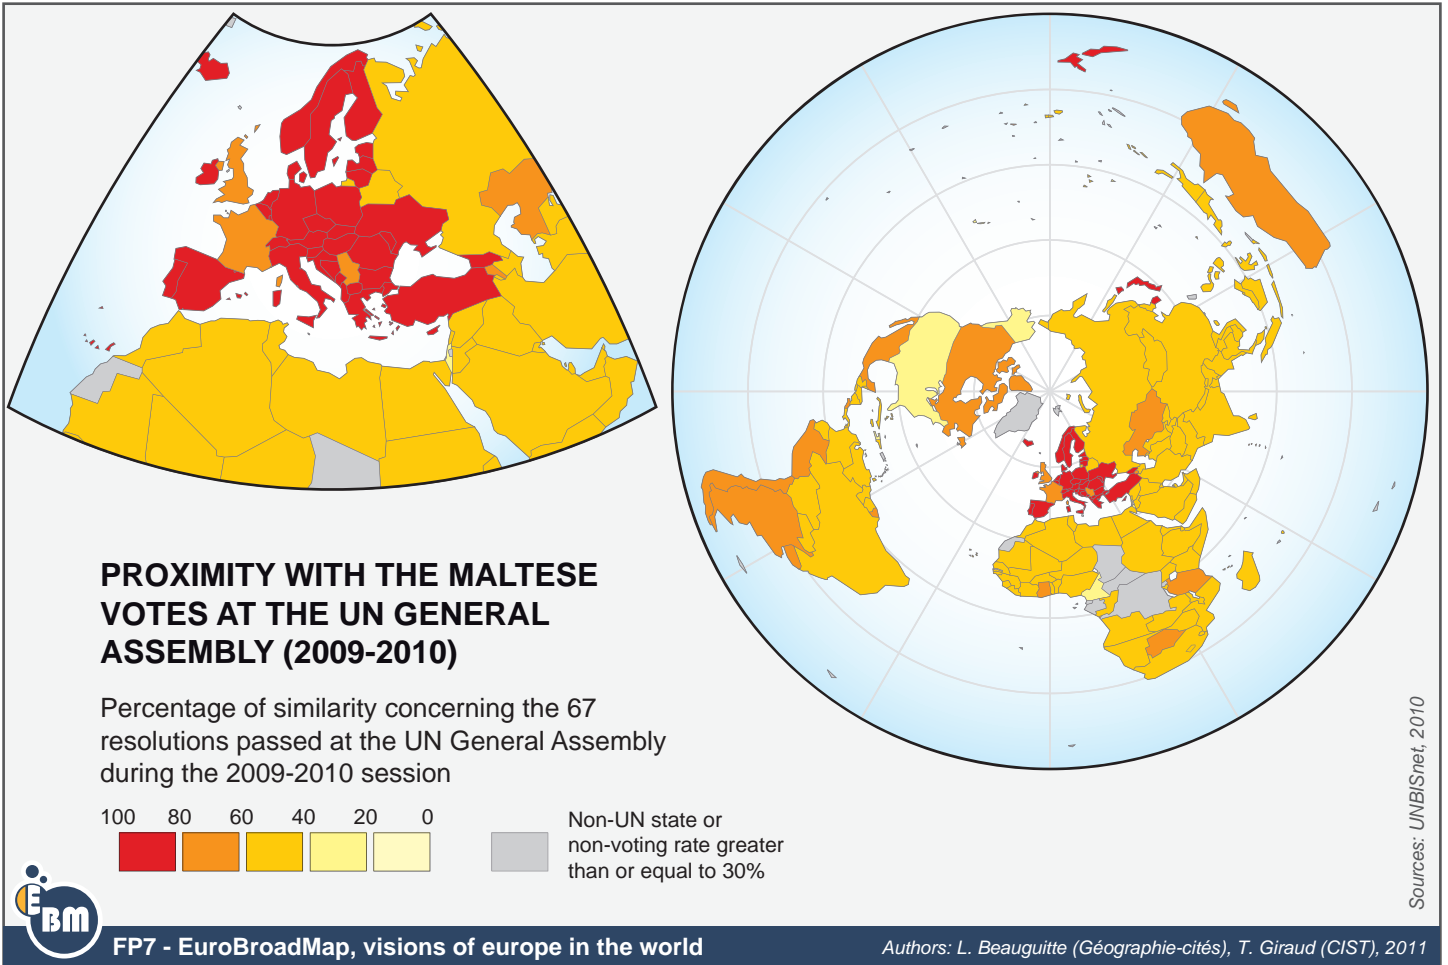 PROXIMITY WITH THE MALTESE
VOTES AT THE UN GENERAL
ASSEMBLY (2009-2010)
Percentage of similarity concerning the 67
resolutions passed at the UN General Assembly
during the 2009-2010 session
100 80 60 40 20 0
Non-UN state or
non-voting rate greater
than or equal to 30%
Sources: UNBISnet, 2010
EBM
FP7 - EuroBroadMap, visions of europe in the world
Authors: L. Beauguitte (Géographie-cités), T. Giraud (CIST), 2011